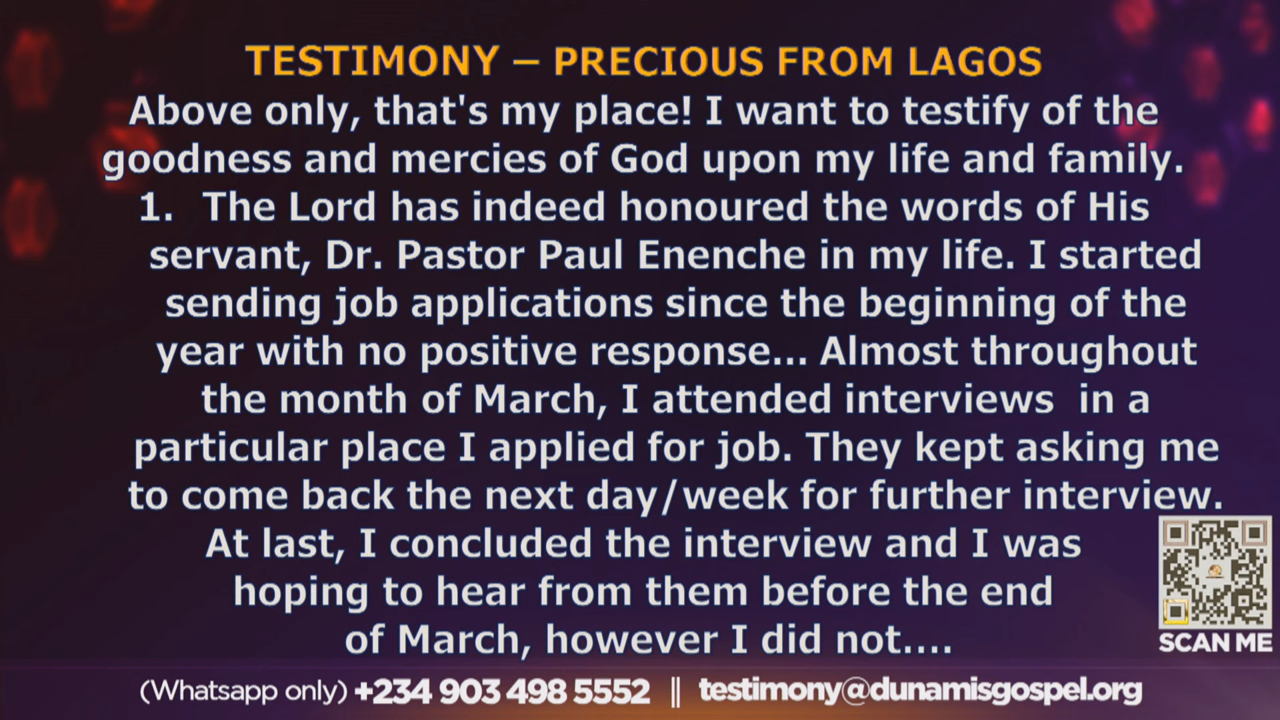 TESTIMONY – PRECIOUS FROM LAGOS
Above only, that's my place! I want to testify of the
goodness and mercies of God upon my life and family.
1. The Lord has indeed honoured the words of His
servant, Dr. Pastor Paul Enenche in my life. I started
sending job applications since the beginning of the
year with no positive response... Almost throughout
the month of March, I attended interviews in a
particular place I applied for job. They kept asking me
to come back the next day/week for further interview.
At last, I concluded the interview and I was
hoping to hear from them before the end
of March, however I did not....
SCAN ME
(Whatsapp only) +234 903 498 5552 || testimony@dunamisgospel.org